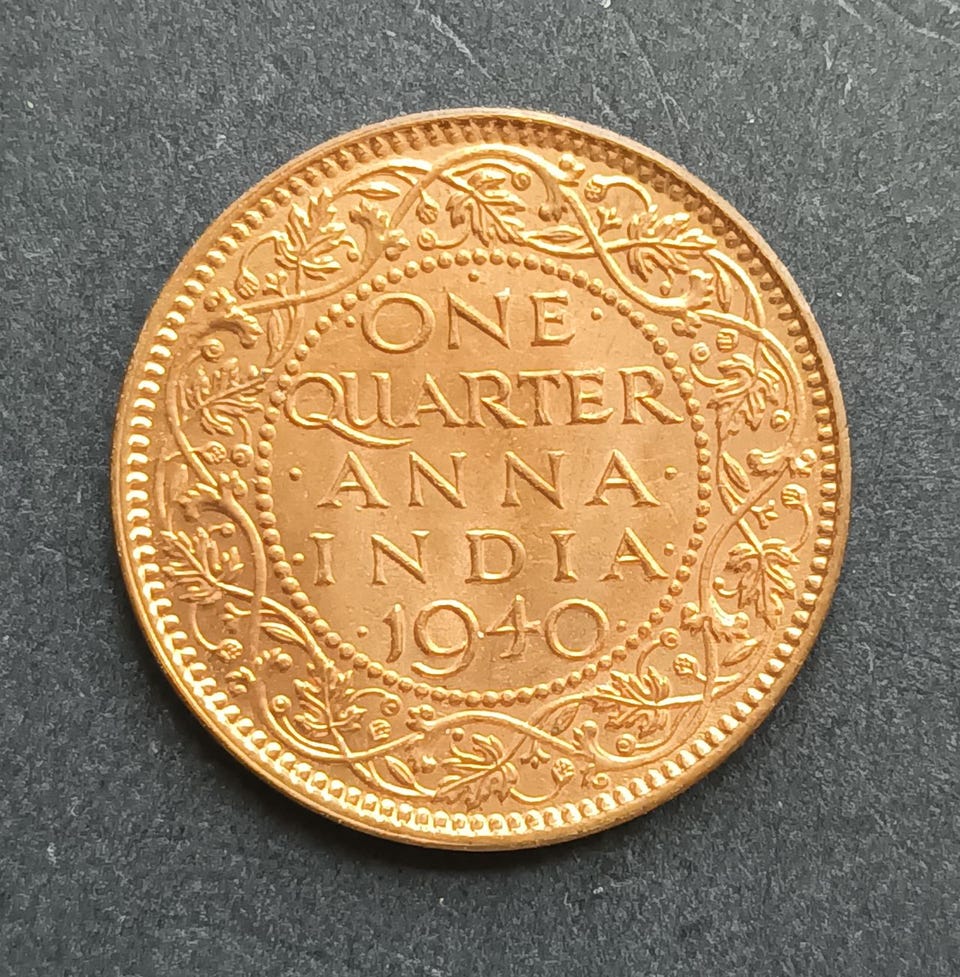 · ONE ·
QUARTER
· ANNA ·
· INDIA ·
· 1940 ·